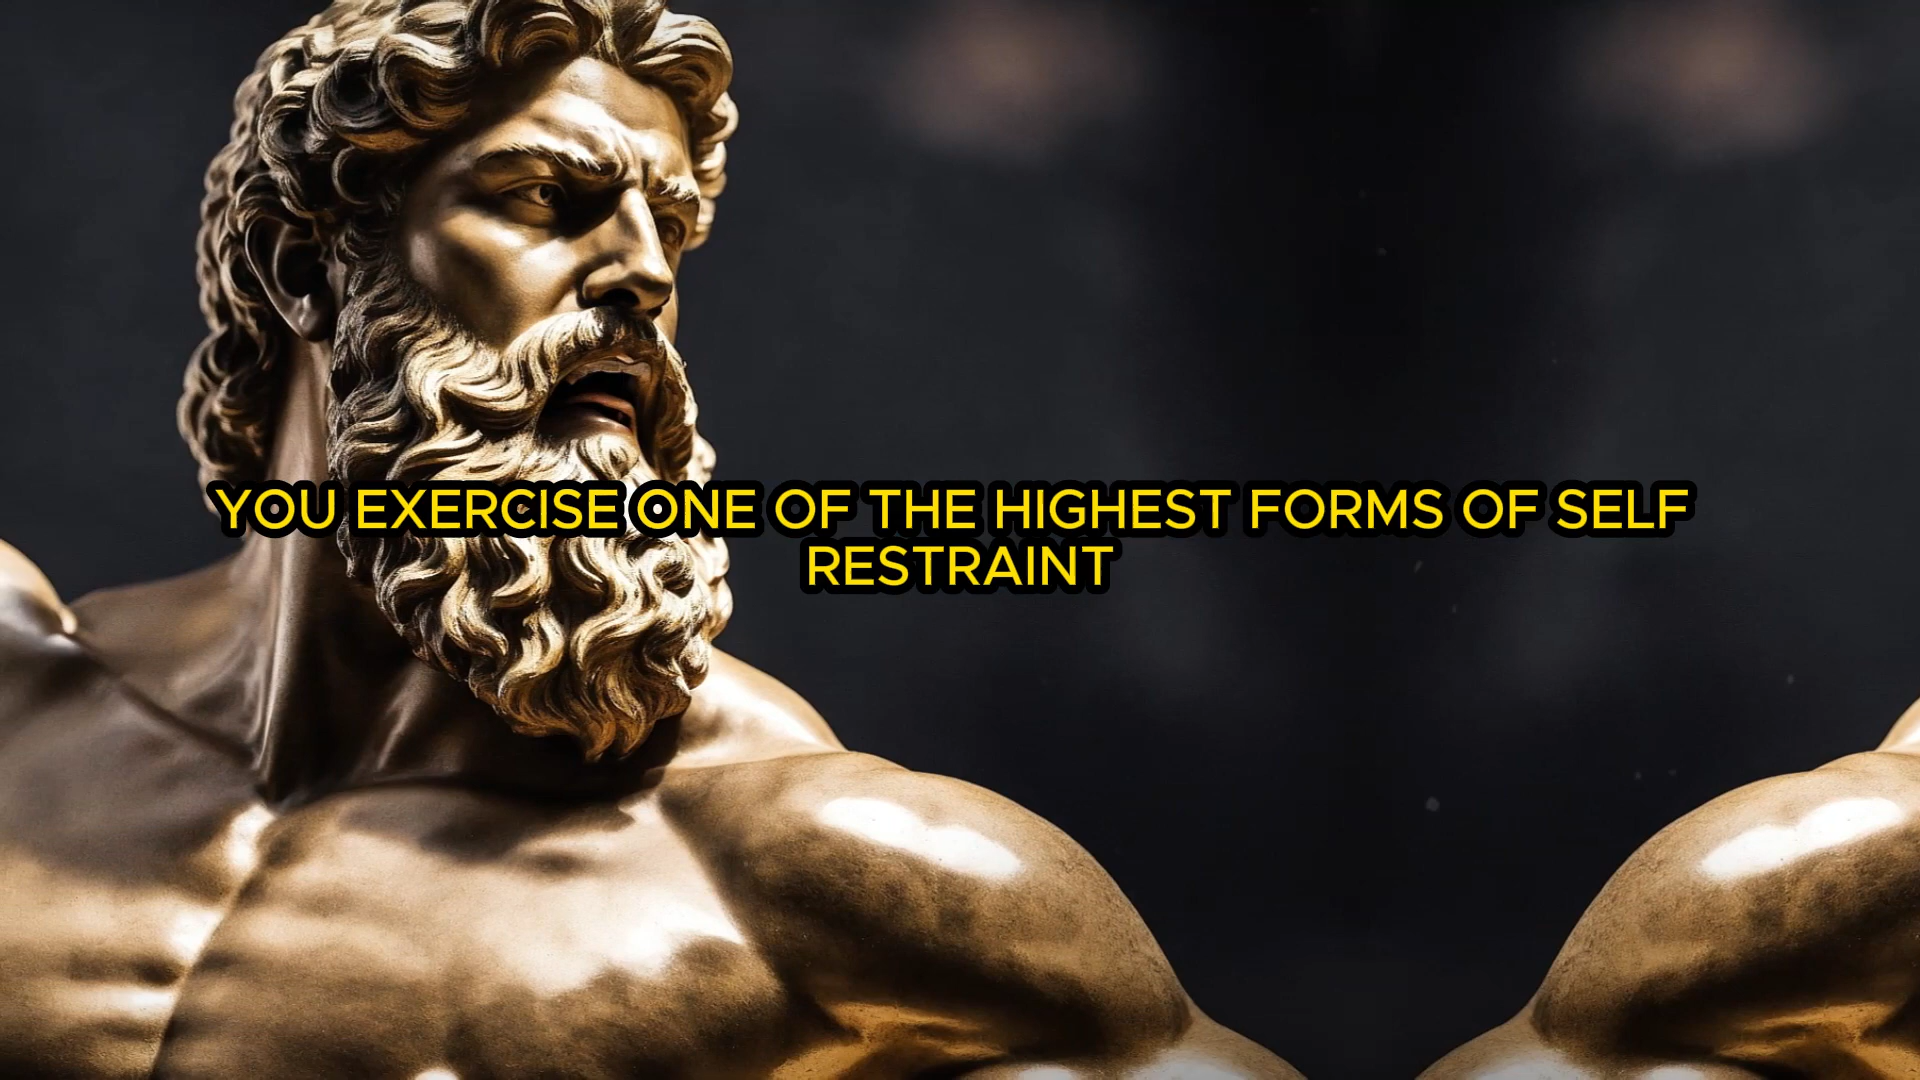 YOU EXERCISE ONE OF THE HIGHEST FORMS OF SELF
RESTRAINT